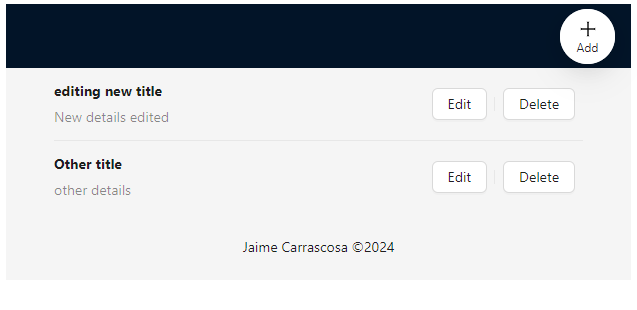 Add
editing new title
New details edited
Edit
Delete
Other title
other details
Edit
Delete
Jaime Carrascosa ©2024